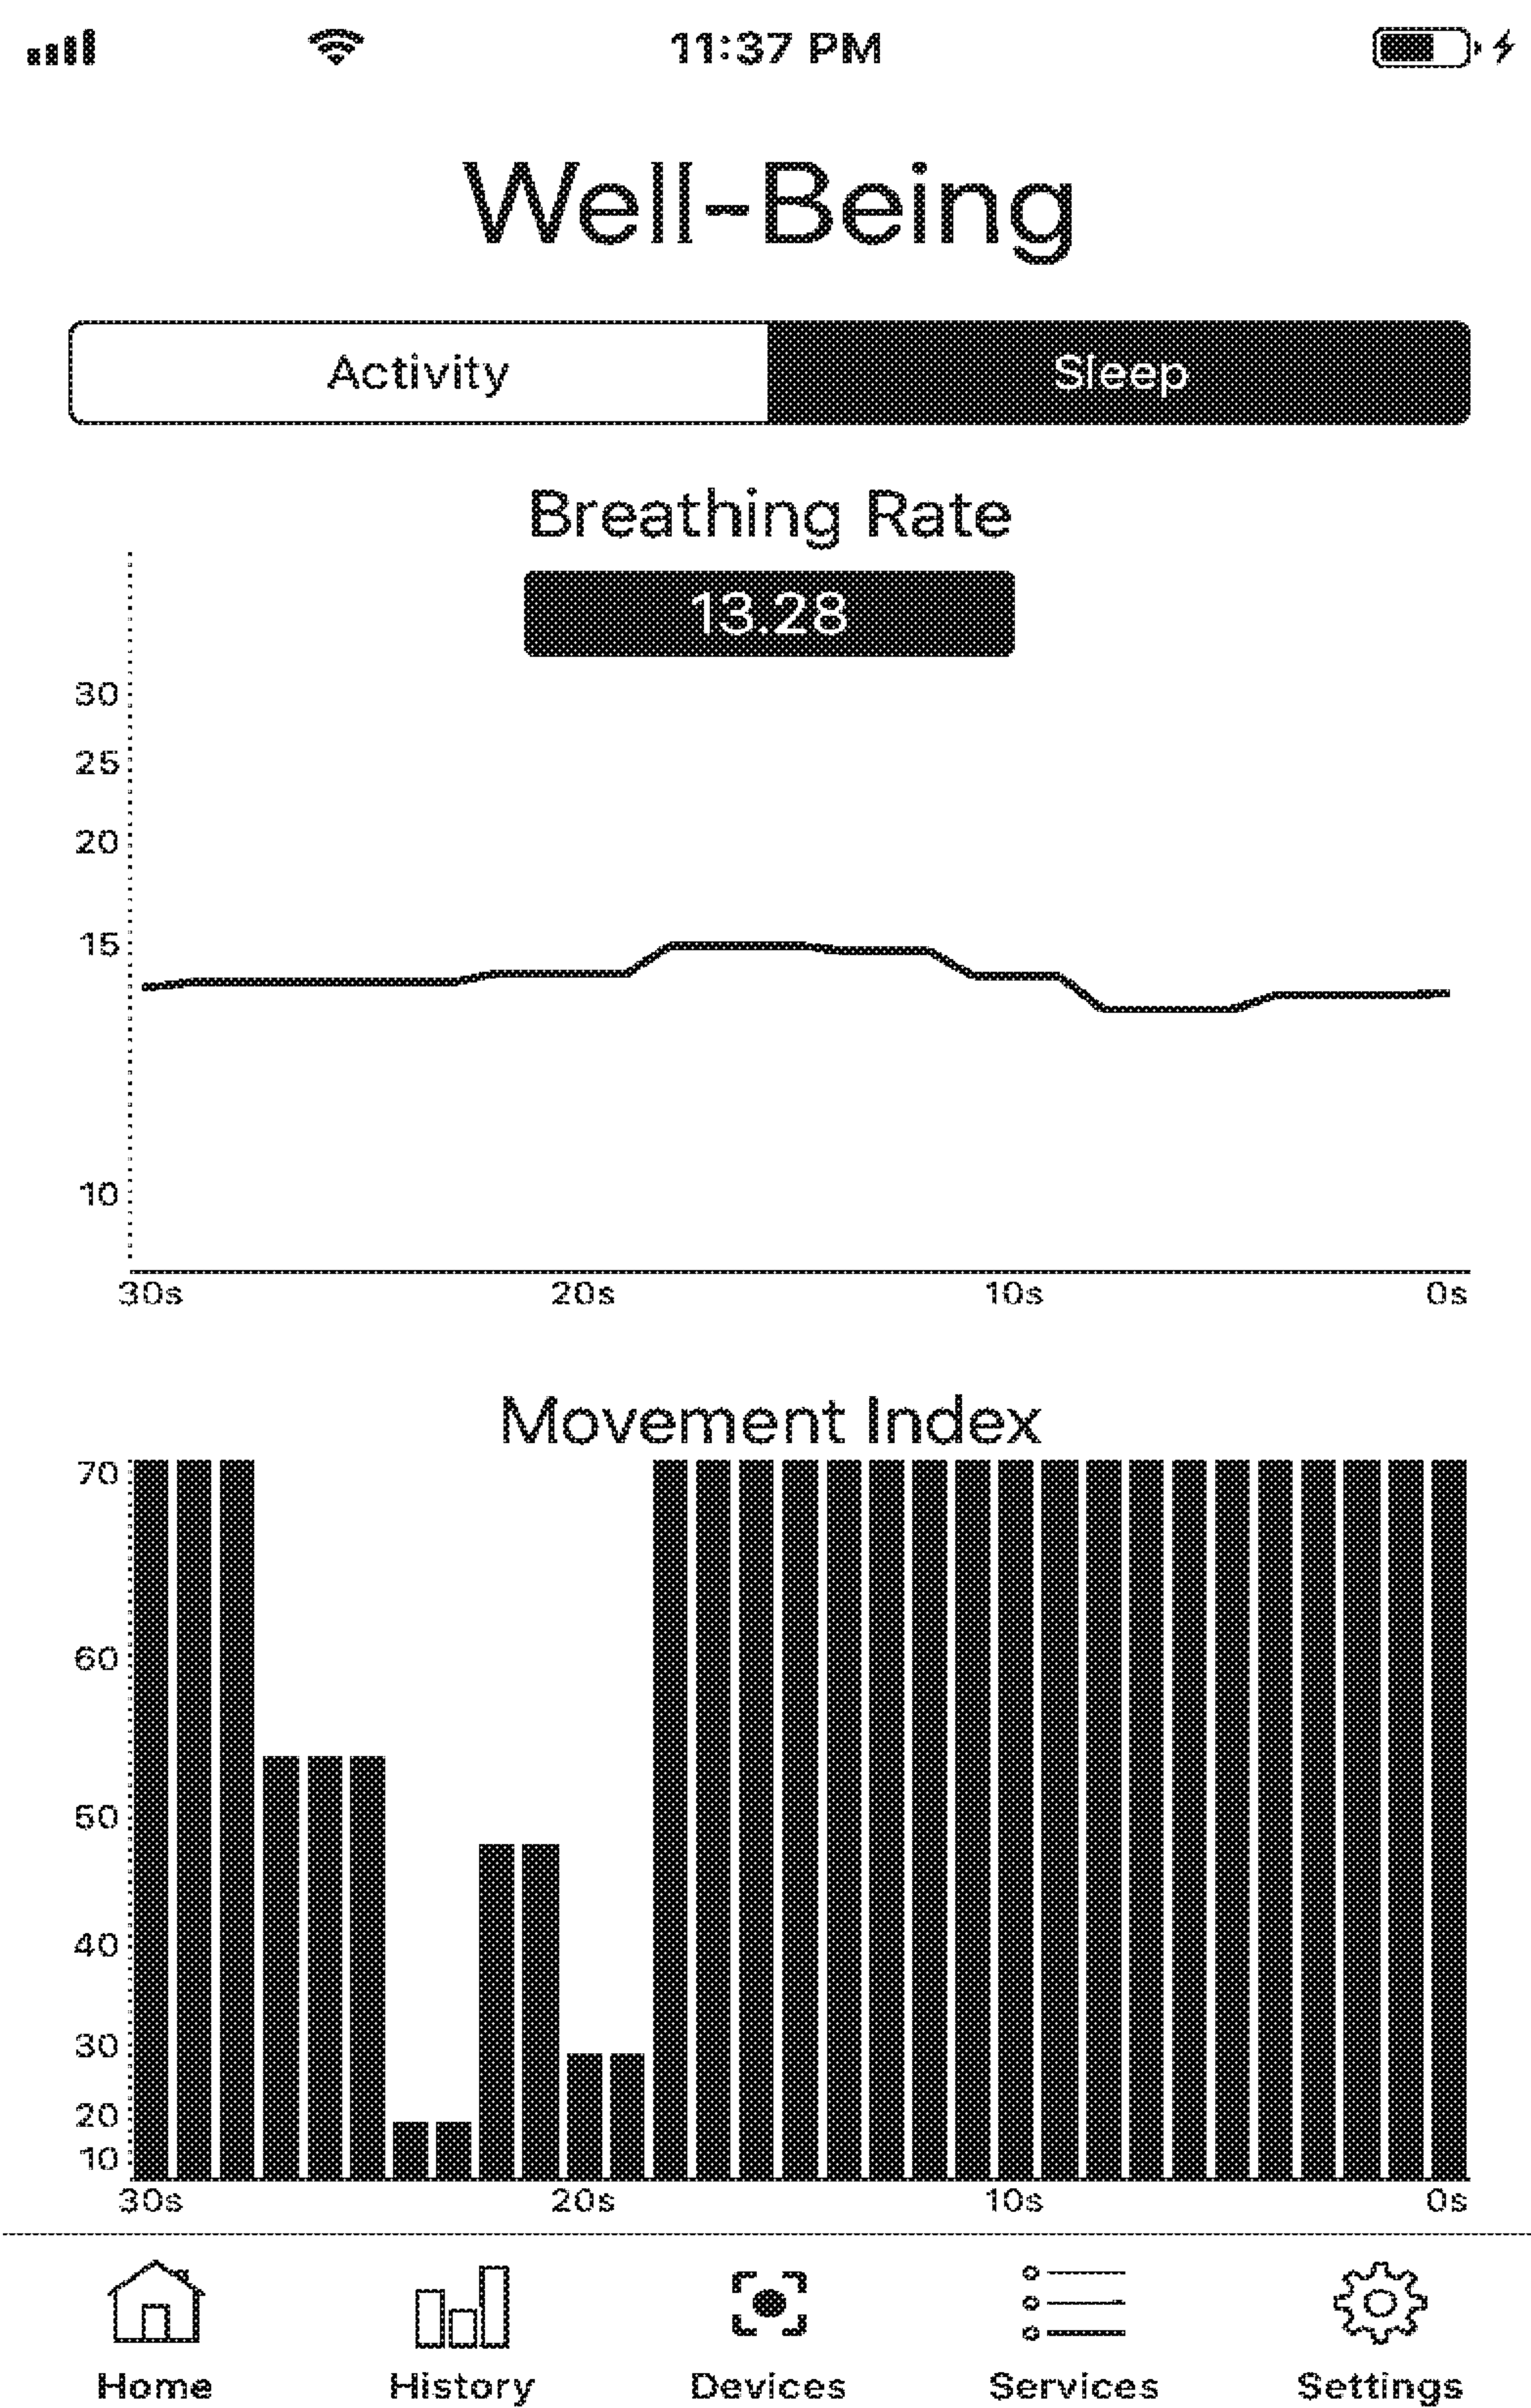 11:37 PM
Well-Being
Activity Sleep
Breathing Rate
13.28
30
25
20
15
10
30s 20s 10s 0s
Movement Index
70
60
50
40
30
20
10
30s 20s 10s 0s
Home History Devices Services Settings